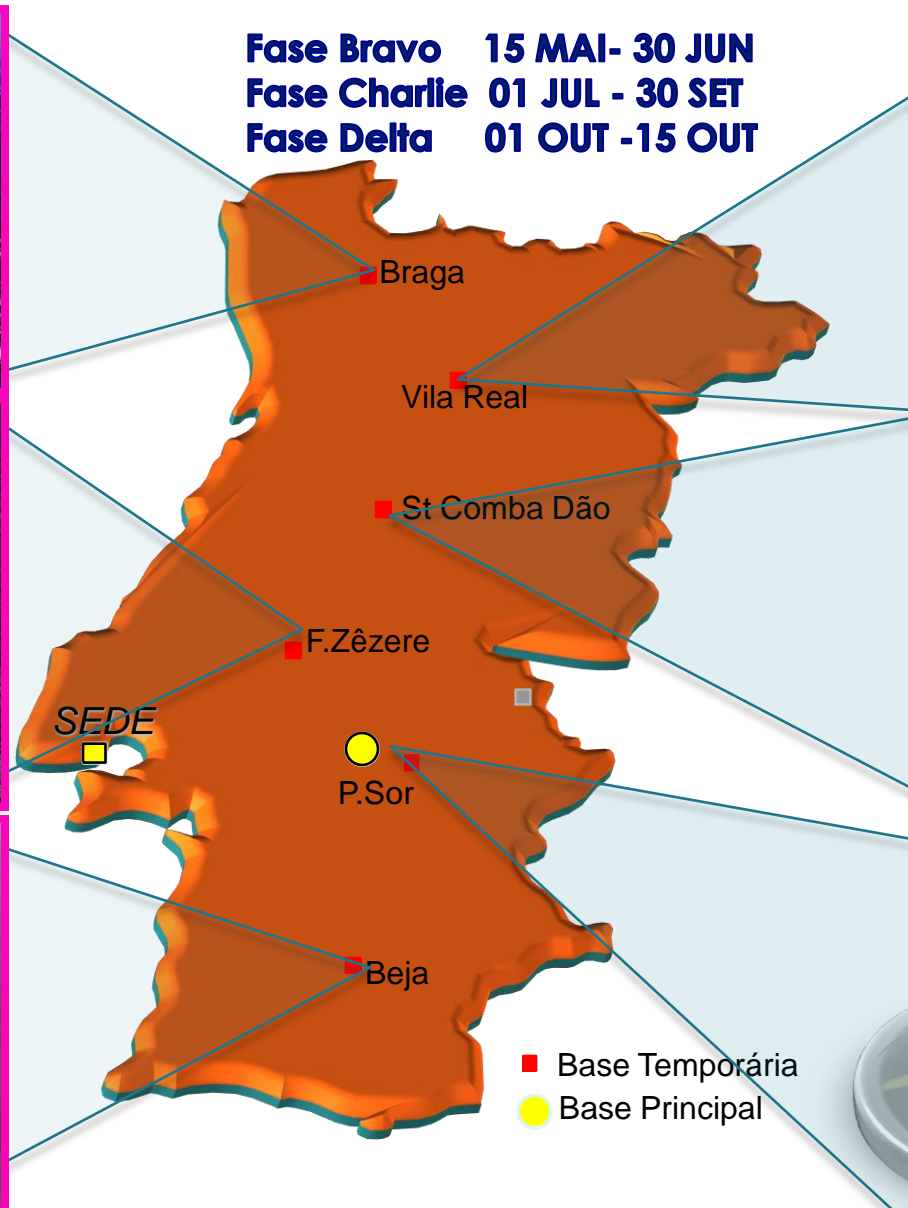 Fase Bravo 15 MAI- 30 JUN
Fase Charlie 01 JUL - 30 SET
Fase Delta 01 OUT -15 OUT
Braga
Vila Real
St Comba Dão
F.Zêzere
SEDE
P.Sor
Beja
Base Temporária
Base Principal